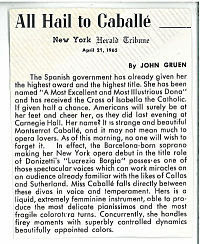 All Hail to Caballé
New York Herald Tribune
April 21, 1965
By JOHN GRUEN
The Spanish government has already given her
the highest award and the highest title. She has been
named "A Most Excellent and Most Illustrious Dona"
and has received the Cross of Isabella the Catholic.
If given half a chance, Americans will surely be at
her feet and cheer her, as they did last evening at
Carnegie Hall. Her name? It is strange and beautiful
Montserrat Caballé, and it may not mean much to
opera lovers. As of this morning, no one will wish to
forget it. In effect, the Barcelona-born soprano
making her New York opera debut in the title role
of Donizetti's "Lucrezia Borgia" possesses one of
those spectacular voices which can work miracles on
an audience already familiar with the likes of Callas
and Sutherland. Miss Caballé falls directly between
these divas in voice and temperament. Hers is a
liquid, extremely feminine instrument, able to pro-
duce the most delicate pianissimos and the most
fragile coloratura turns. Concurrently, she handles
firey moments with superbly controlled dynamics
beautifully appointed colors.